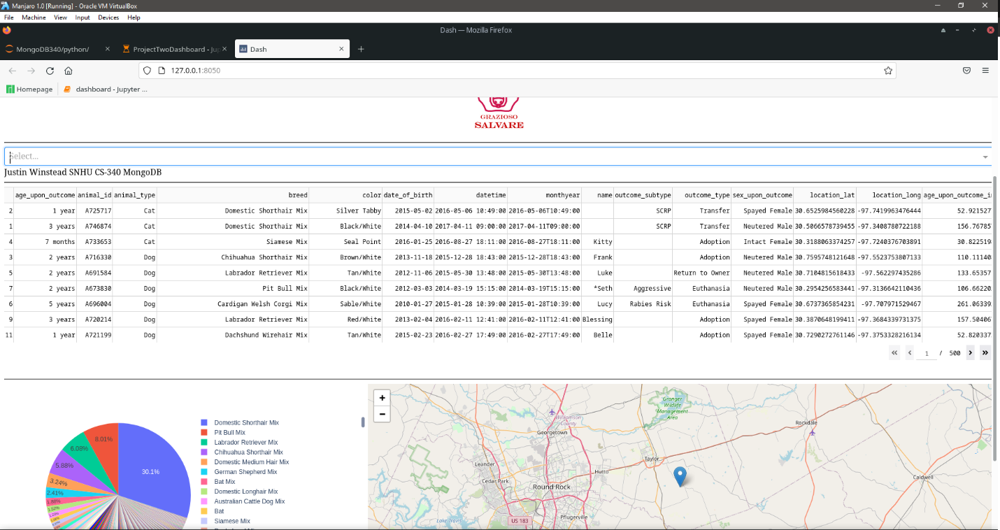 Manjaro 1.0 [Running] - Oracle VM VirtualBox
File Machine View Input Devices Help
Dash — Mozilla Firefox
MongoDB340/python/ ProjectTwoDashboard - Jup Dash
127.0.0.1:8050
Homepage dashboard - Jupyter ...
GRAZIOSO
SALVARE
Select...
Justin Winstead SNHU CS-340 MongoDB
age_upon_outcome animal_id animal_type breed color date_of_birth datetime monthyear name outcome_subtype outcome_type sex_upon_outcome location_lat location_long age_upon_outcome_i
2 1 year A725717 Cat Domestic Shorthair Mix Silver Tabby 2015-05-02 2016-05-06 10:49:00 2016-05-06T10:49:00 SCRP Transfer Spayed Female 30.6525984560228 -97.7419963476444 52.921527
1 3 years A746874 Cat Domestic Shorthair Mix Black/White 2014-04-10 2017-04-11 09:00:00 2017-04-11T09:00:00 SCRP Transfer Neutered Male 30.5066578739455 -97.3408780722188 156.76785
4 7 months A733653 Cat Siamese Mix Seal Point 2016-01-25 2016-08-27 18:11:00 2016-08-27T18:11:00 Kitty Adoption Intact Female 30.3188063374257 -97.7240376703891 30.822519
3 2 years A716330 Dog Chihuahua Shorthair Mix Brown/White 2013-11-18 2015-12-28 18:43:00 2015-12-28T18:43:00 Frank Adoption Neutered Male 30.7595748121648 -97.5523753807133 110.11140
5 2 years A691584 Dog Labrador Retriever Mix Tan/White 2012-11-06 2015-05-30 13:48:00 2015-05-30T13:48:00 Luke Return to Owner Neutered Male 30.7104815618433 -97.562297435286 133.65357
7 2 years A673830 Dog Pit Bull Mix Black/White 2012-03-03 2014-03-19 15:15:00 2014-03-19T15:15:00 *Seth Aggressive Euthanasia Neutered Male 30.2954256583441 -97.3136642110436 106.66220
6 5 years A696004 Dog Cardigan Welsh Corgi Mix Sable/White 2010-01-27 2015-01-28 10:39:00 2015-01-28T10:39:00 Lucy Rabies Risk Euthanasia Spayed Female 30.6737365854231 -97.707971529467 261.06339
9 3 years A720214 Dog Labrador Retriever Mix Red/White 2013-02-04 2016-02-11 12:41:00 2016-02-11T12:41:00 Blessing Adoption Spayed Female 30.3870648199411 -97.3684339731375 157.50406
11 1 year A721199 Dog Dachshund Wirehair Mix Tan/White 2015-02-23 2016-02-27 17:49:00 2016-02-27T17:49:00 Belle Adoption Spayed Female 30.7290272761146 -97.3753328216134 52.820337
1 / 500
30.1%
8.01%
6.08%
5.88%
3.24%
2.41%
Domestic Shorthair Mix
Pit Bull Mix
Labrador Retriever Mix
Chihuahua Shorthair Mix
Domestic Medium Hair Mix
German Shepherd Mix
Bat Mix
Domestic Longhair Mix
Australian Cattle Dog Mix
Bat
Siamese Mix
+
−
Granger
Wildlife
Management
Area
Williamson
County
Georgetown
Rockdale
Leander
Taylor
Cedar Park
Hutto
Round Rock
Caldwell
Lake Travis
US 183
Pflugerville